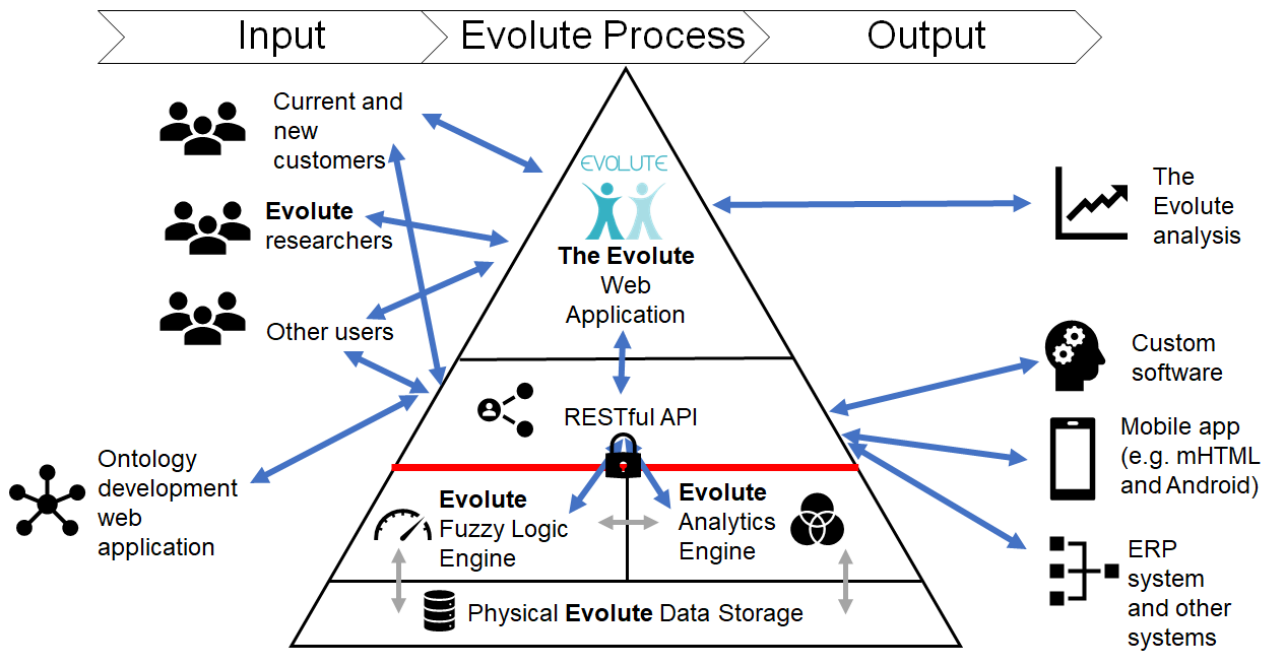 Input
Evolute Process
Output
Current and
new
customers
Evolute
researchers
Other users
Ontology
development
web
application
EVOLUTE
The Evolute
Web
Application
RESTful API
Evolute
Fuzzy Logic
Engine
Evolute
Analytics
Engine
Physical Evolute Data Storage
The
Evolute
analysis
Custom
software
Mobile app
(e.g. mHTML
and Android)
ERP
system
and other
systems